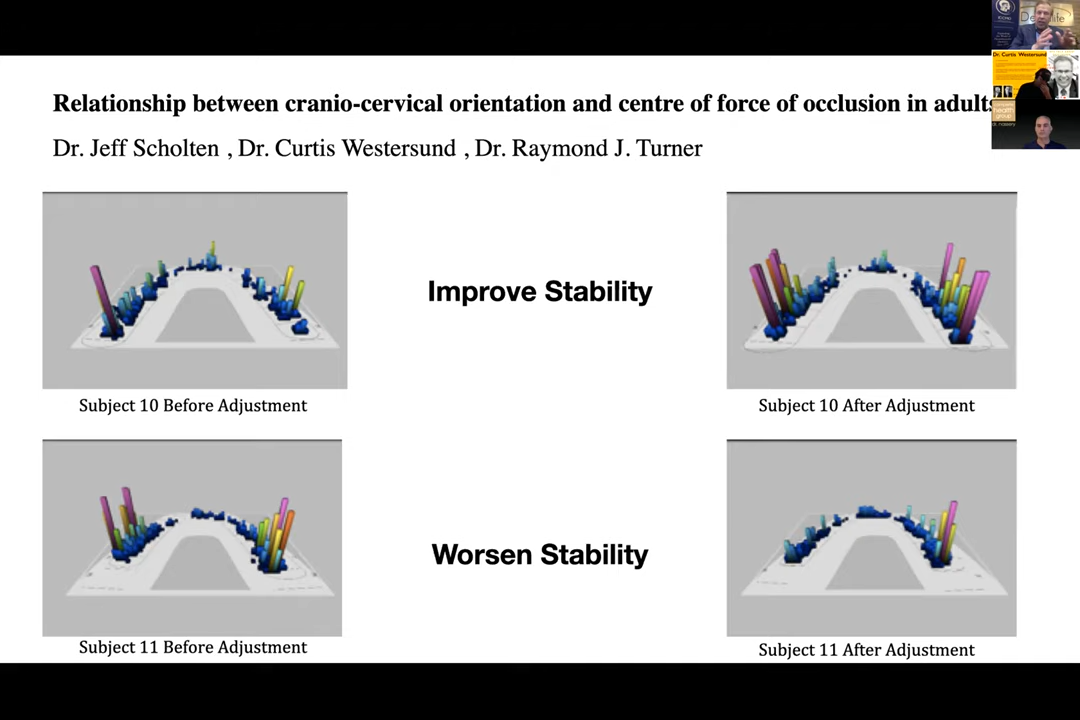 Relationship between cranio-cervical orientation and centre of force of occlusion in adults
Dr. Jeff Scholten , Dr. Curtis Westersund , Dr. Raymond J. Turner
Dr. Curtis Westersund
health
group
Improve Stability
Subject 10 Before Adjustment
Subject 10 After Adjustment
Worsen Stability
Subject 11 Before Adjustment
Subject 11 After Adjustment